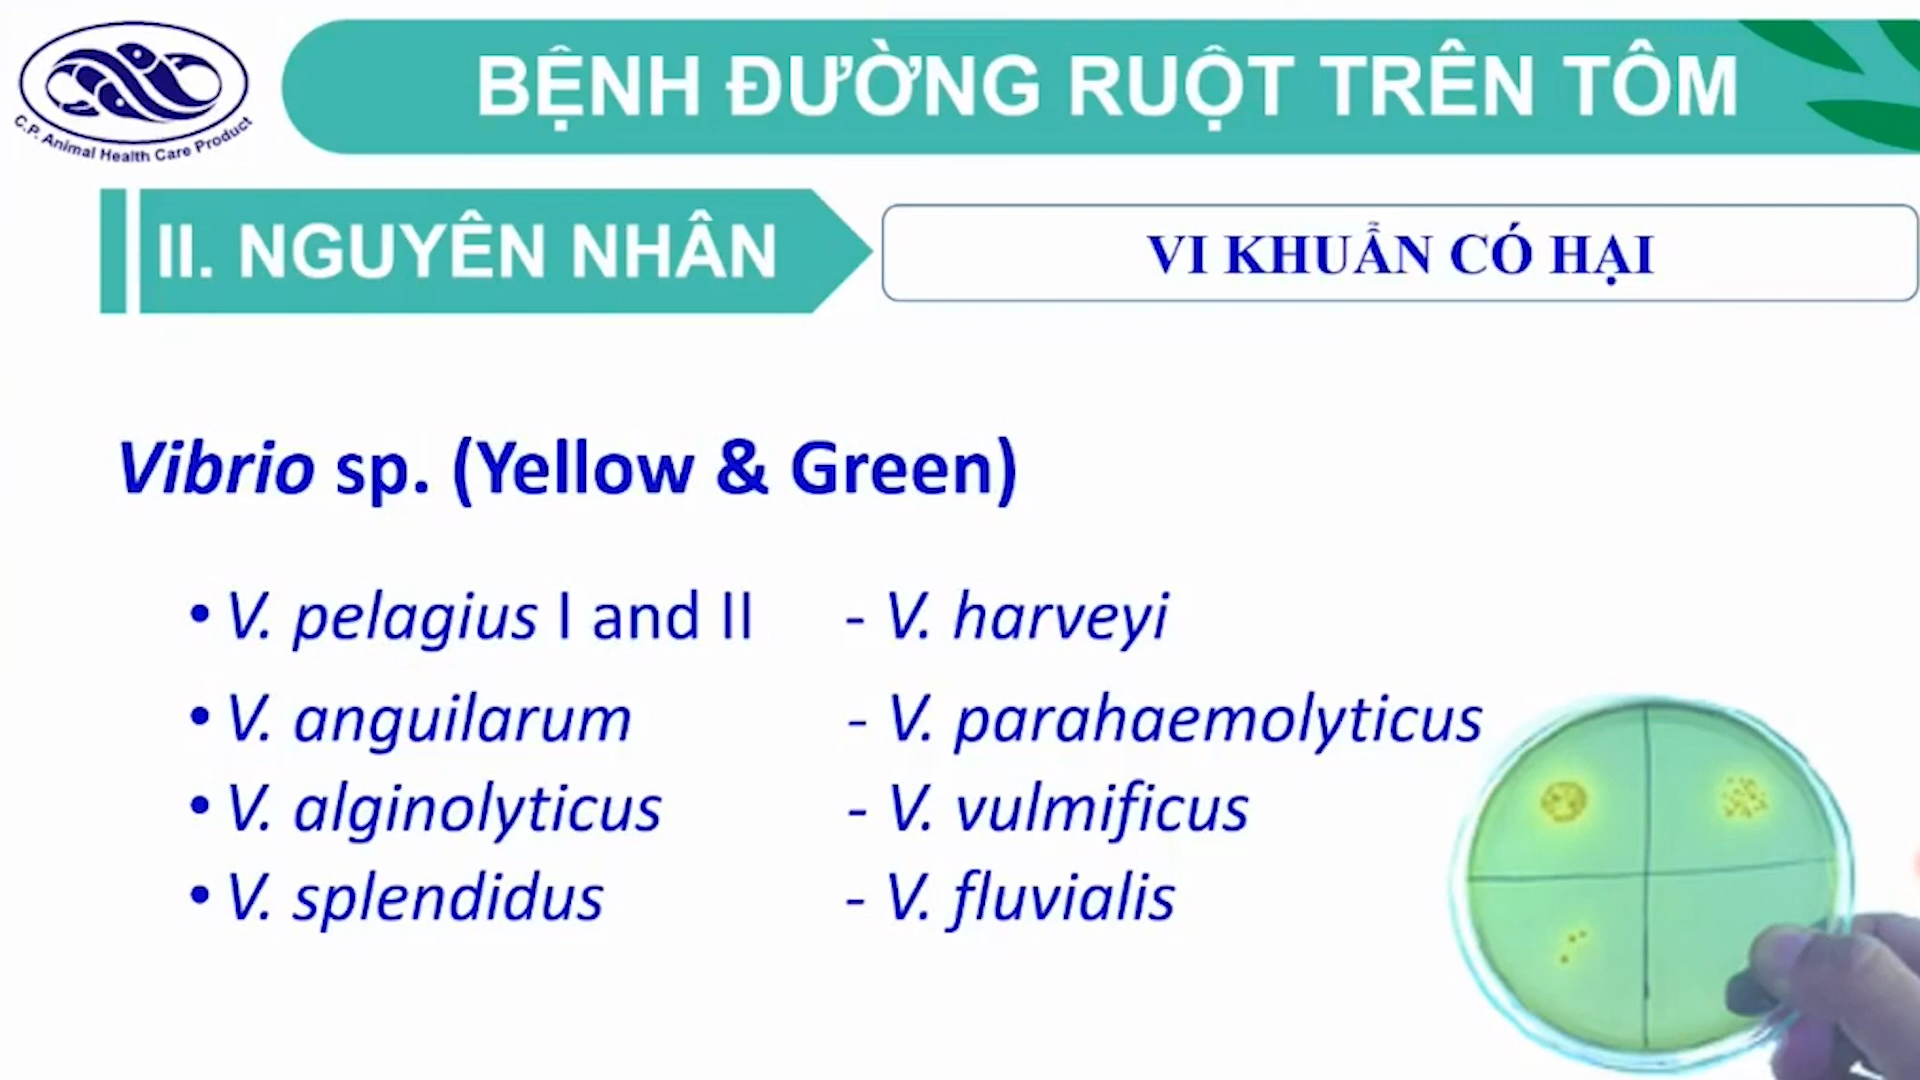 C.P. Animal Health Care Product
BỆNH ĐƯỜNG RUỘT TRÊN TÔM
II. NGUYÊN NHÂN
VI KHUẨN CÓ HẠI
Vibrio sp. (Yellow & Green)
• V. pelagius I and II - V. harveyi
• V. anguilarum - V. parahaemolyticus
• V. alginolyticus - V. vulmificus
• V. splendidus - V. fluvialis